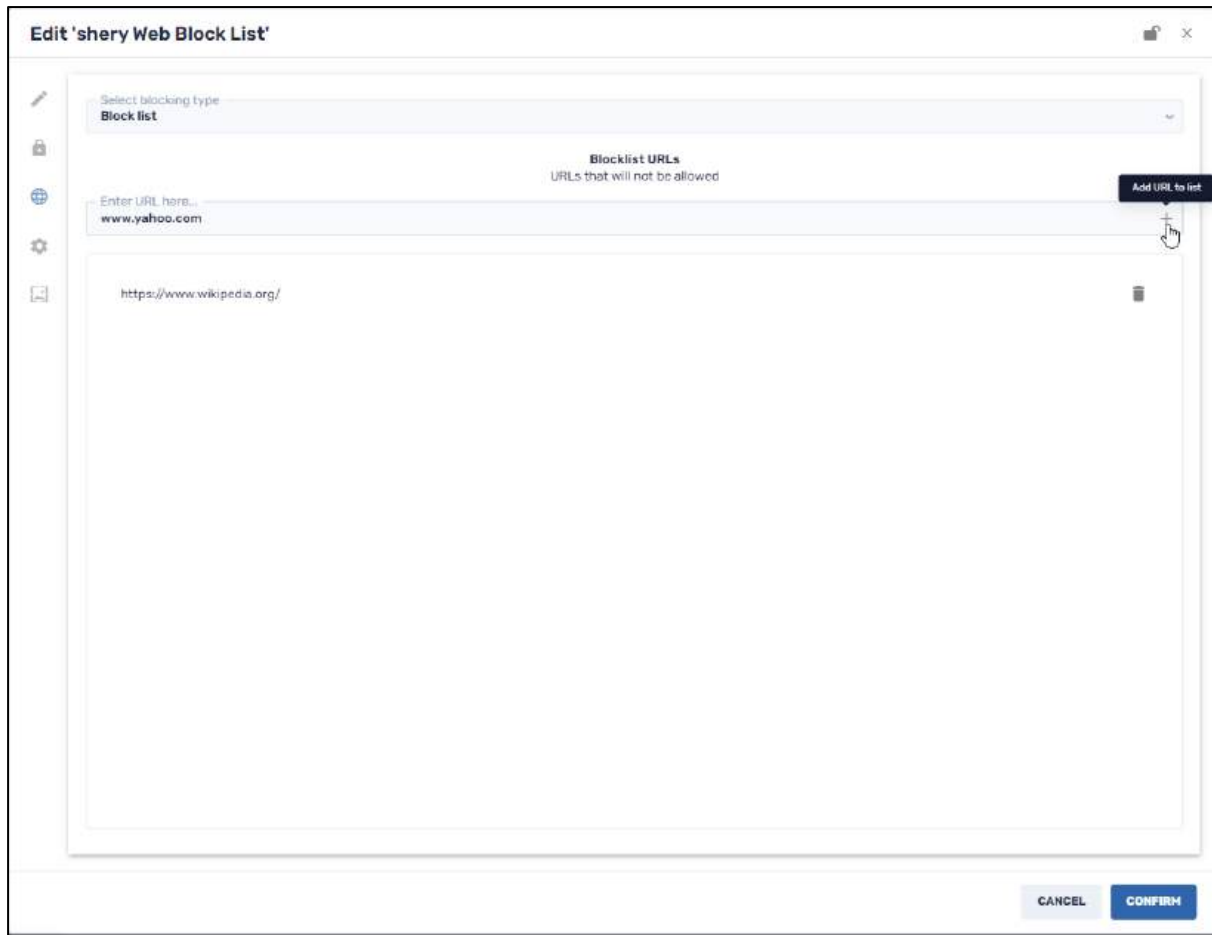 Edit 'shery Web Block List'
Select blocking type
Block list
Blocklist URLs
URLs that will not be allowed
Add URL to list
Enter URL here...
www.yahoo.com
https://www.wikipedia.org/
CANCEL
CONFIRM